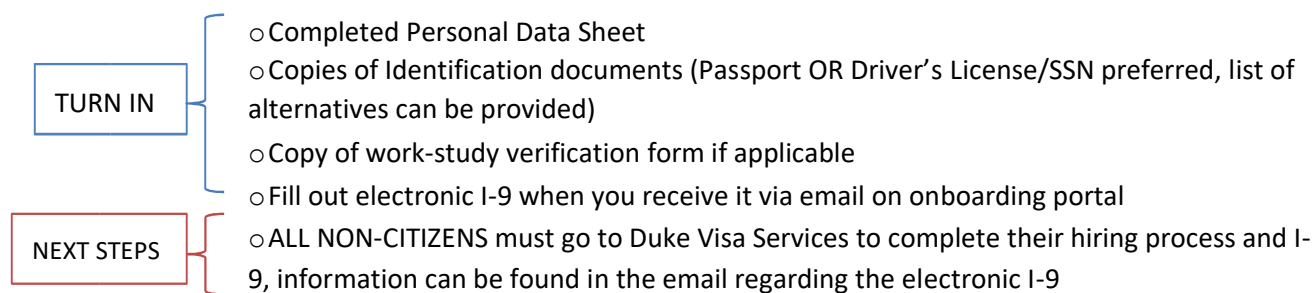 TURN IN
○Completed Personal Data Sheet
○Copies of Identification documents (Passport OR Driver’s License/SSN preferred, list of
alternatives can be provided)
○Copy of work-study verification form if applicable
NEXT STEPS
○Fill out electronic I-9 when you receive it via email on onboarding portal
○ALL NON-CITIZENS must go to Duke Visa Services to complete their hiring process and I-
9, information can be found in the email regarding the electronic I-9